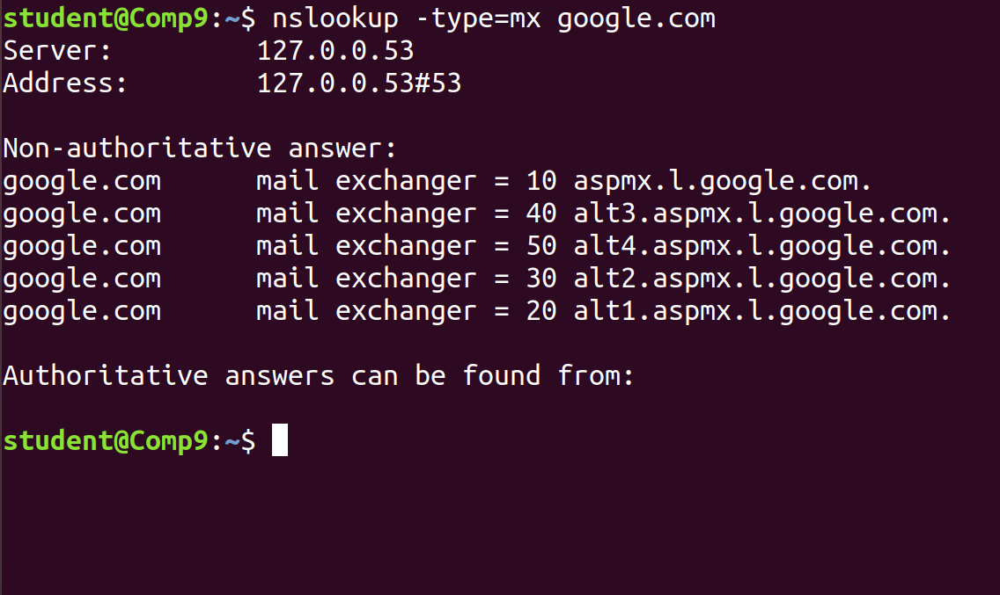 student@Comp9:~$ nslookup -type=mx google.com
Server:         127.0.0.53
Address:        127.0.0.53#53

Non-authoritative answer:
google.com      mail exchanger = 10 aspmx.l.google.com.
google.com      mail exchanger = 40 alt3.aspmx.l.google.com.
google.com      mail exchanger = 50 alt4.aspmx.l.google.com.
google.com      mail exchanger = 30 alt2.aspmx.l.google.com.
google.com      mail exchanger = 20 alt1.aspmx.l.google.com.

Authoritative answers can be found from:

student@Comp9:~$